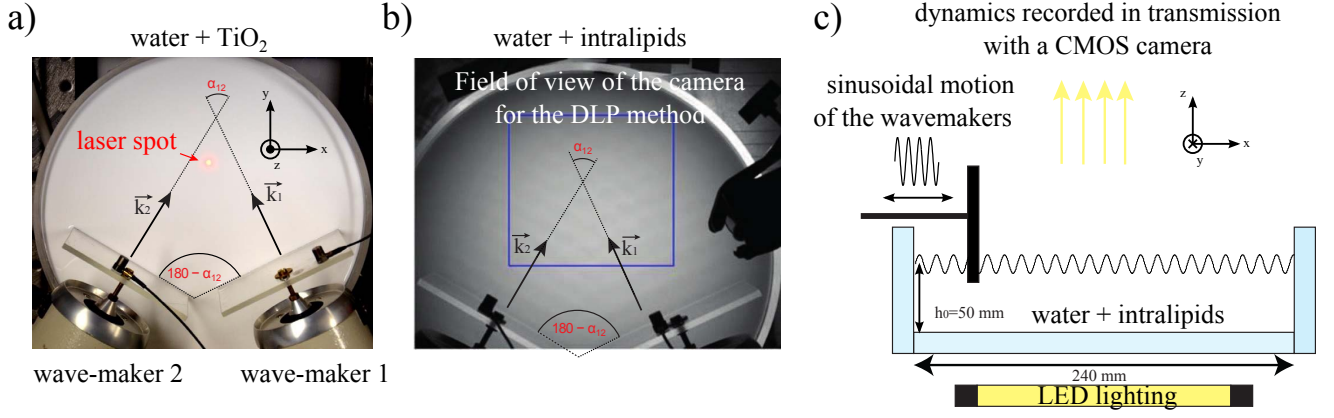 a)
water + TiO₂
α₁₂
y
x
z
laser spot
k₂
k₁
180 − α₁₂
wave-maker 2
wave-maker 1
b)
water + intralipids
Field of view of the camera
for the DLP method
α₁₂
k₂
k₁
180 − α₁₂
c)
dynamics recorded in transmission
with a CMOS camera
sinusoidal motion
of the wavemakers
z
x
y
h₀=50 mm
water + intralipids
240 mm
LED lighting